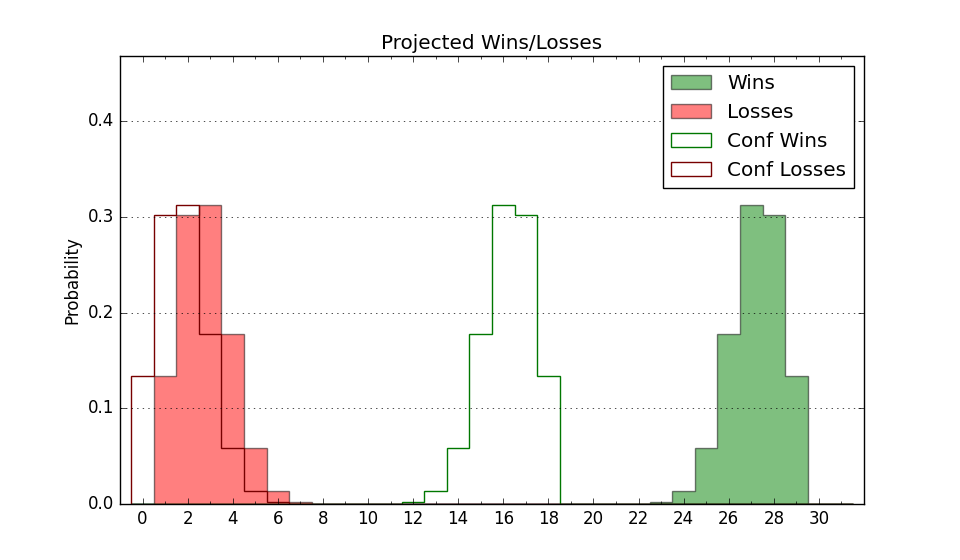 Projected Wins/Losses
Wins
Losses
Conf Wins
Conf Losses
Probability
0.4
0.3
0.2
0.1
0.0
0 2 4 6 8 10 12 14 16 18 20 22 24 26 28 30